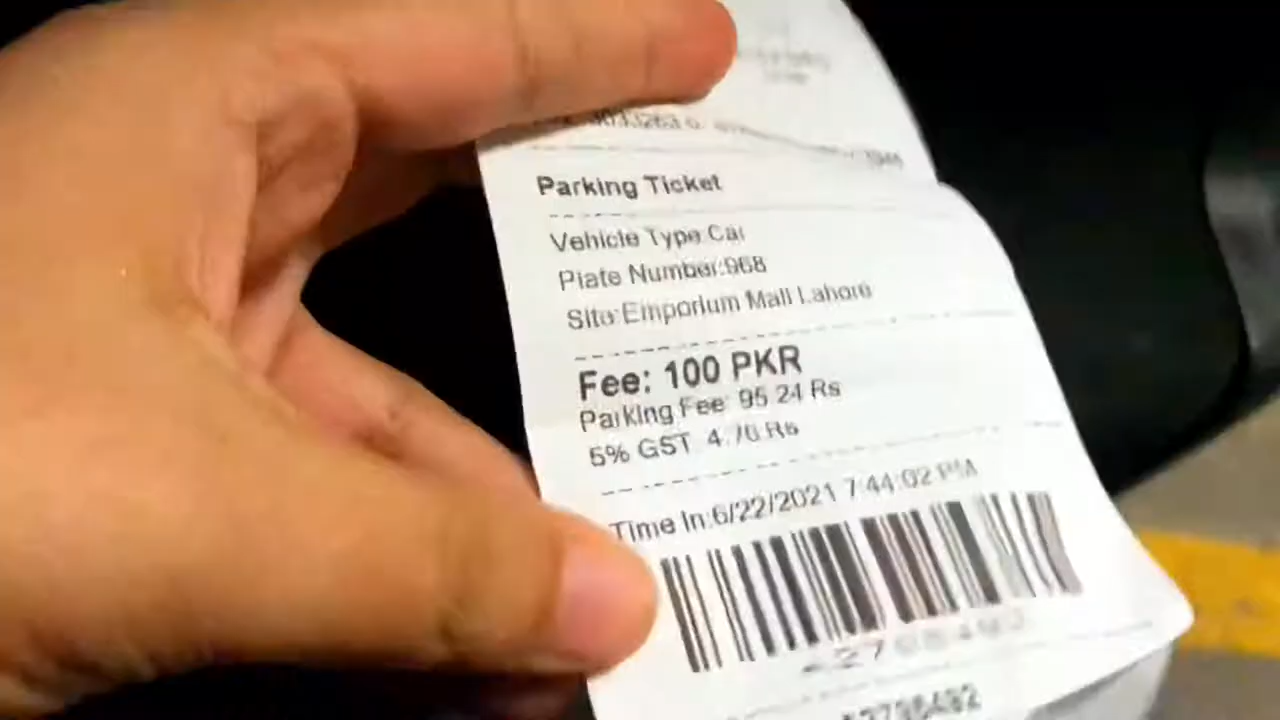 Parking Ticket
Vehicle Type:Car
Plate Number:968
Site:Emporium Mall Lahore
Fee: 100 PKR
Parking Fee: 95.24 Rs
5% GST 4.76 Rs
Time In:6/22/2021 7:44:02 PM